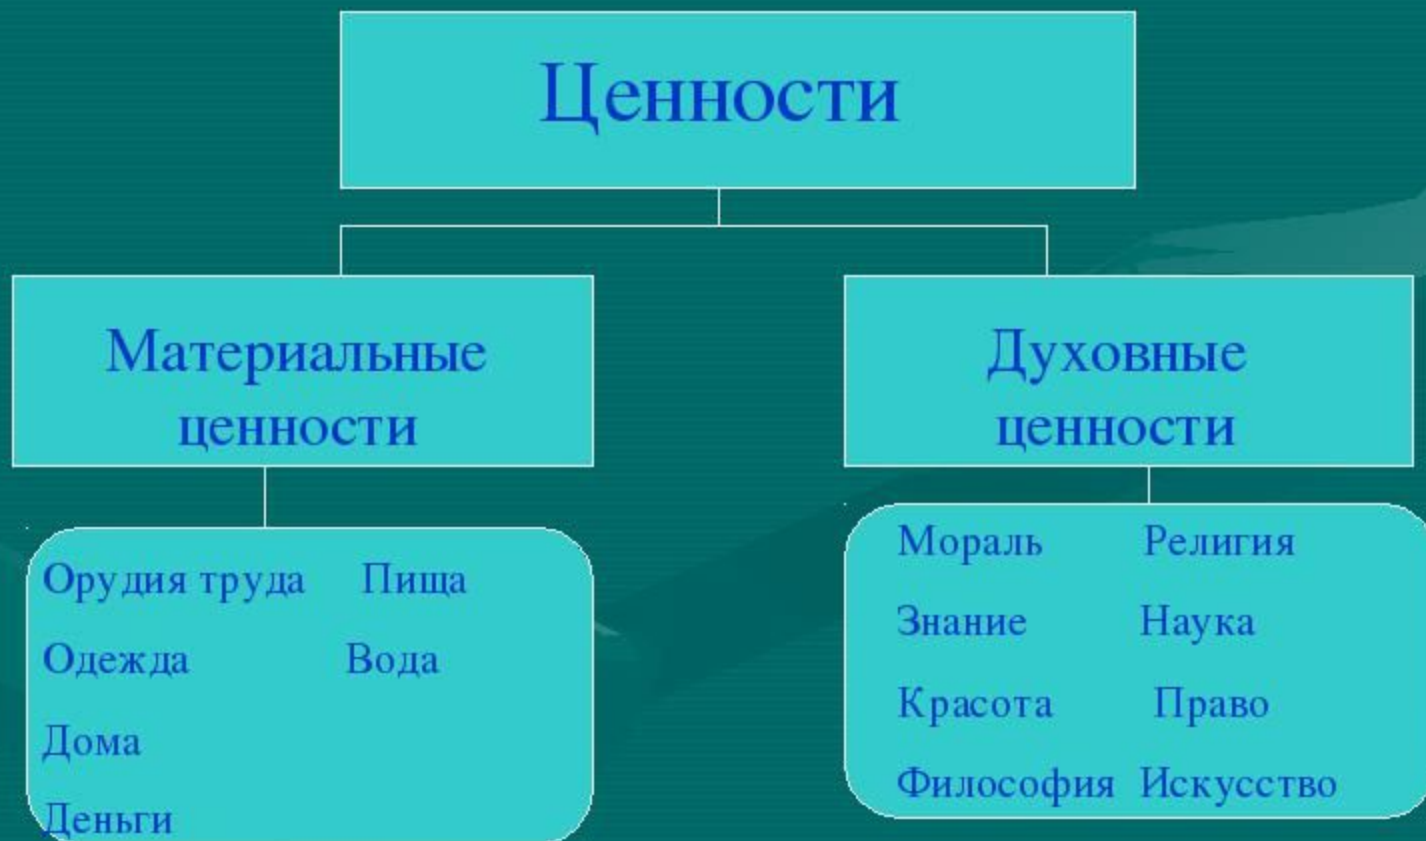 Ценности
Материальные
ценности
Орудия труда Пища
Одежда Вода
Дома
Деньги
Духовные
ценности
Мораль Религия
Знание Наука
Красота Право
Философия Искусство